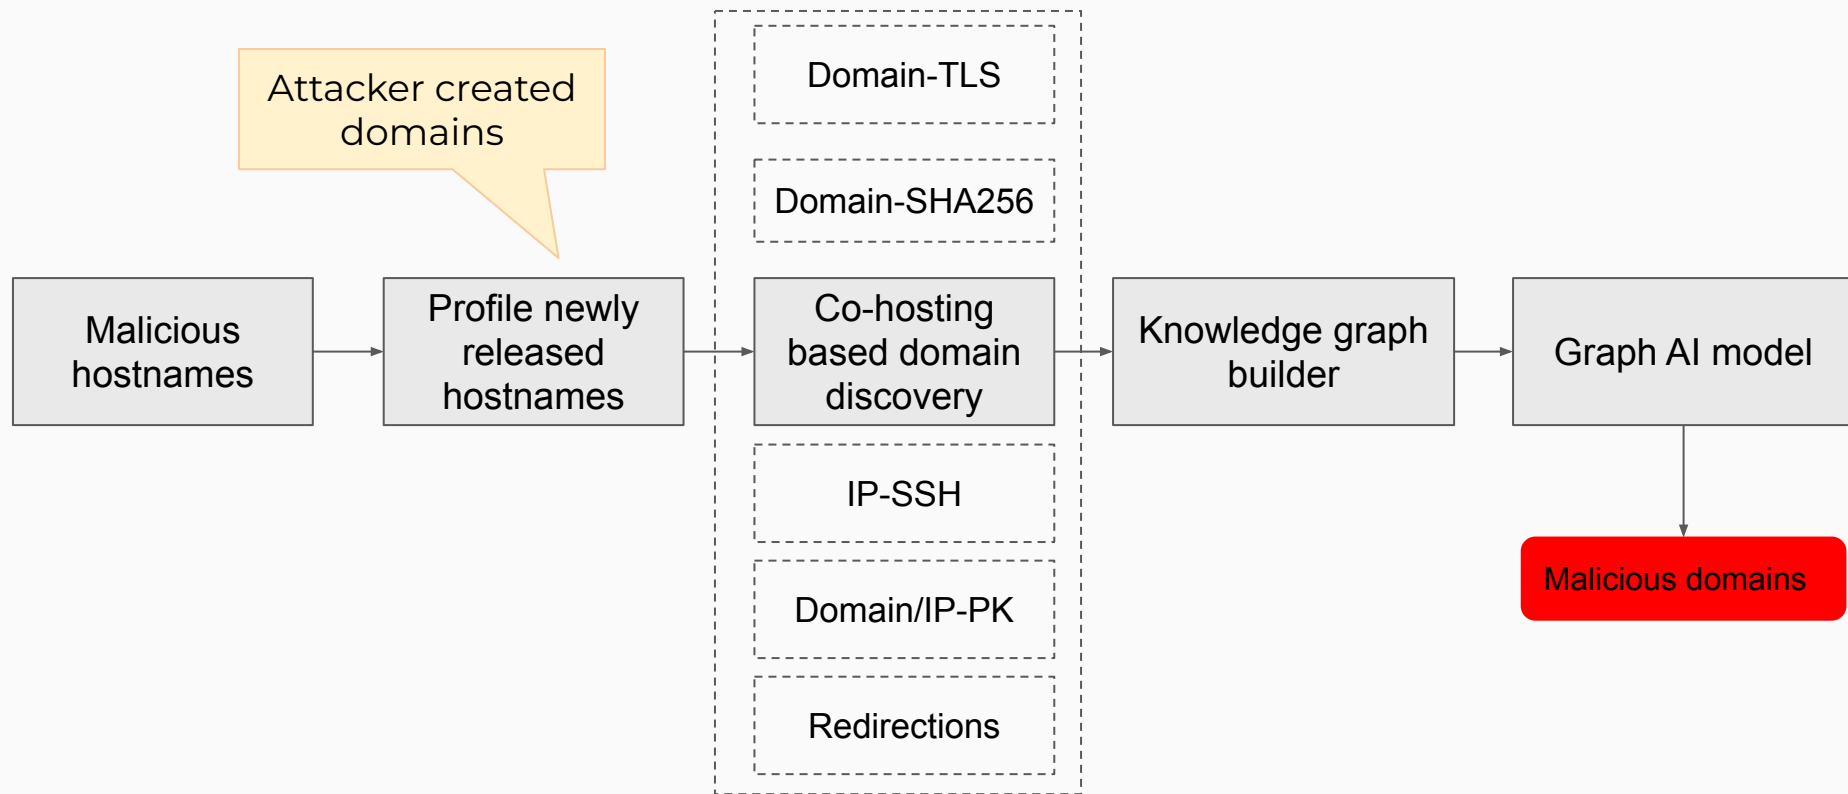 Attacker created
domains
Domain-TLS
Domain-SHA256
Malicious
hostnames
Profile newly
released
hostnames
Co-hosting
based domain
discovery
Knowledge graph
builder
Graph AI model
IP-SSH
Domain/IP-PK
Redirections
Malicious domains